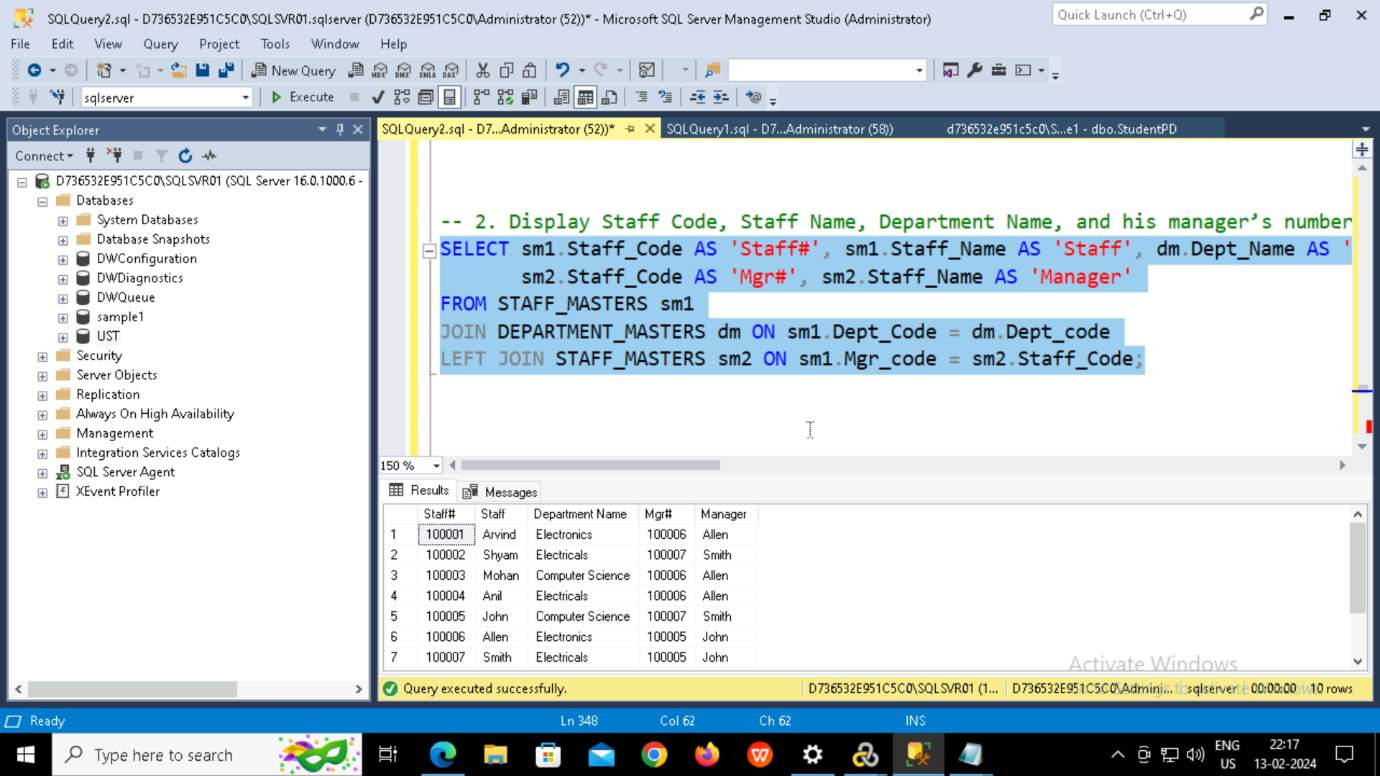 SQLQuery2.sql - D736532E951C5C0\SQLSVR01.sqlserver (D736532E951C5C0\Administrator (52))* - Microsoft SQL Server Management Studio (Administrator)
Quick Launch (Ctrl+Q)
File Edit View Query Project Tools Window Help
New Query
MDX DMX XMLA DAX
sqlserver
Execute
Object Explorer
SQLQuery2.sql - D7...Administrator (52))*
SQLQuery1.sql - D7...Administrator (58))
d736532e951c5c0\S...e1 - dbo.StudentPD
Connect
D736532E951C5C0\SQLSVR01 (SQL Server 16.0.1000.6 -
Databases
System Databases
Database Snapshots
DWConfiguration
DWDiagnostics
DWQueue
sample1
UST
Security
Server Objects
Replication
Always On High Availability
Management
Integration Services Catalogs
SQL Server Agent
XEvent Profiler
-- 2. Display Staff Code, Staff Name, Department Name, and his manager’s number
SELECT sm1.Staff_Code AS 'Staff#', sm1.Staff_Name AS 'Staff', dm.Dept_Name AS '
sm2.Staff_Code AS 'Mgr#', sm2.Staff_Name AS 'Manager'
FROM STAFF_MASTERS sm1
JOIN DEPARTMENT_MASTERS dm ON sm1.Dept_Code = dm.Dept_code
LEFT JOIN STAFF_MASTERS sm2 ON sm1.Mgr_code = sm2.Staff_Code;
150 %
Results Messages
Staff# Staff Department Name Mgr# Manager
1 100001 Arvind Electronics 100006 Allen
2 100002 Shyam Electricals 100007 Smith
3 100003 Mohan Computer Science 100006 Allen
4 100004 Anil Electricals 100006 Allen
5 100005 John Computer Science 100007 Smith
6 100006 Allen Electronics 100005 John
7 100007 Smith Electricals 100005 John
Activate Windows
Query executed successfully.
D736532E951C5C0\SQLSVR01 (1...
D736532E951C5C0\Admini...
sqlserver
00:00:00
10 rows
Ready
Ln 348
Col 62
Ch 62
INS
Type here to search
ENG
US
22:17
13-02-2024